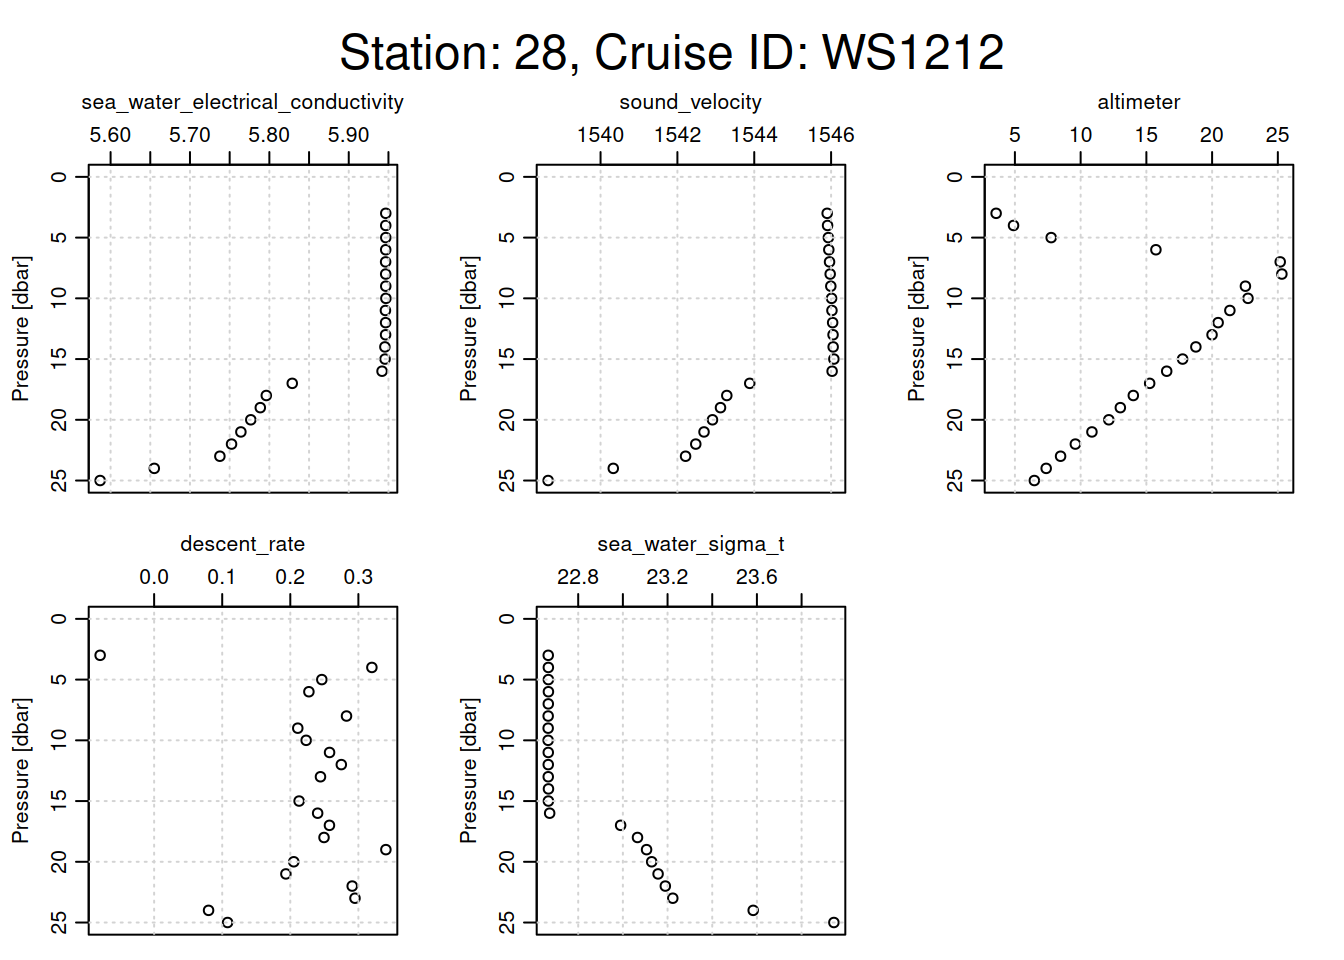 Station: 28, Cruise ID: WS1212
sea_water_electrical_conductivity
5.60 5.70 5.80 5.90
0
5
10
15
20
25
Pressure [dbar]
sound_velocity
1540 1542 1544 1546
0
5
10
15
20
25
Pressure [dbar]
altimeter
5 10 15 20 25
0
5
10
15
20
25
Pressure [dbar]
descent_rate
0.0 0.1 0.2 0.3
0
5
10
15
20
25
Pressure [dbar]
sea_water_sigma_t
22.8 23.2 23.6
0
5
10
15
20
25
Pressure [dbar]